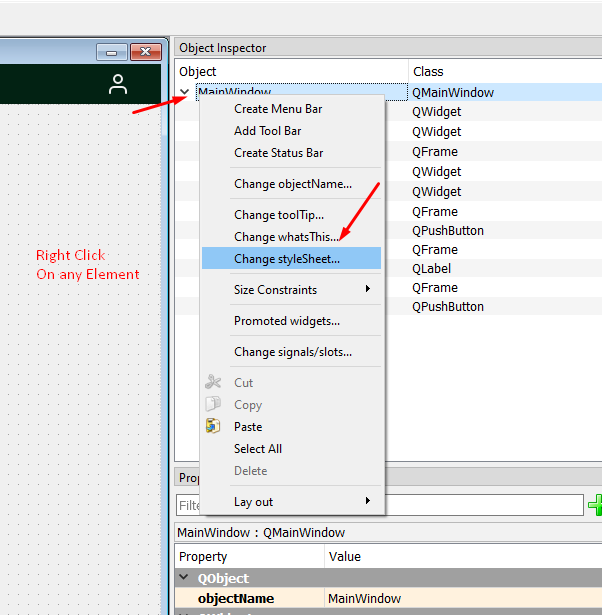 Object Inspector
Object Class
MainWindow QMainWindow
QWidget
QWidget
QFrame
QWidget
QWidget
QFrame
QPushButton
QFrame
QLabel
QFrame
QPushButton
Create Menu Bar
Add Tool Bar
Create Status Bar
Change objectName...
Change toolTip...
Change whatsThis...
Change styleSheet...
Size Constraints
Promoted widgets...
Change signals/slots...
Cut
Copy
Paste
Select All
Delete
Lay out
Right Click
On any Element
Prop
Filte
MainWindow : QMainWindow
Property Value
QObject
objectName MainWindow